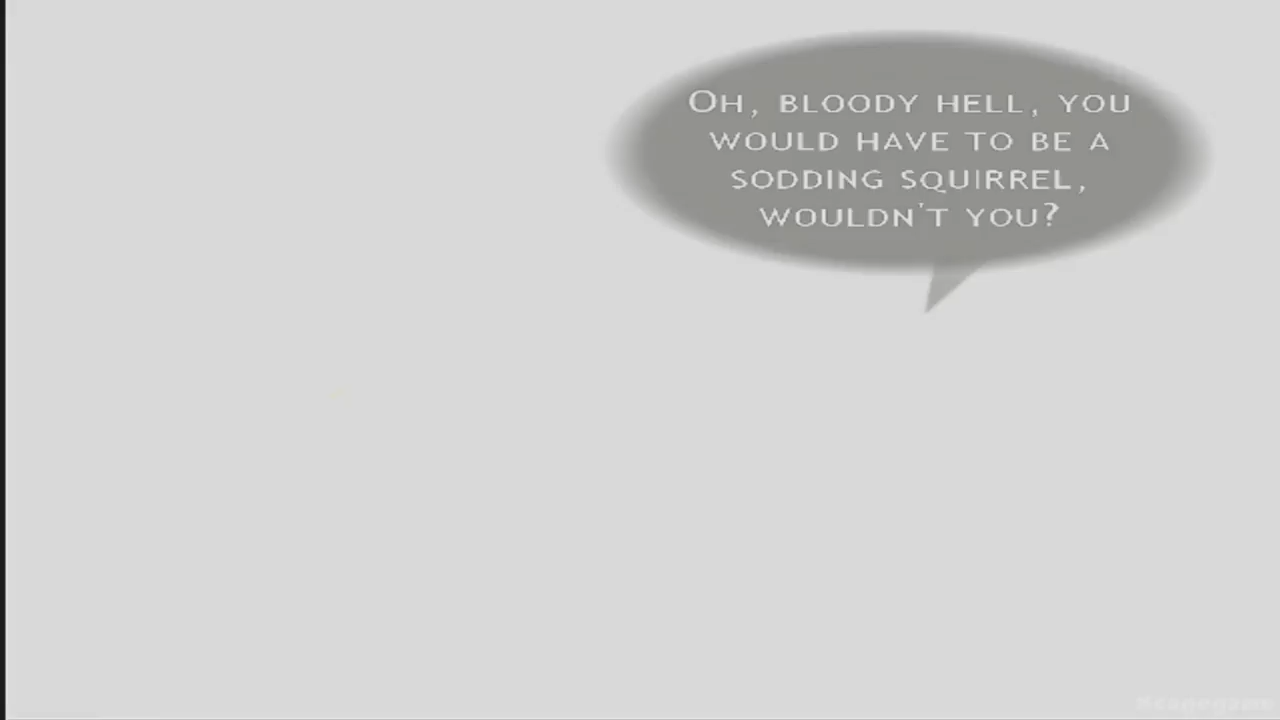 OH, BLOODY HELL, YOU
WOULD HAVE TO BE A
SODDING SQUIRREL,
WOULDN'T YOU?